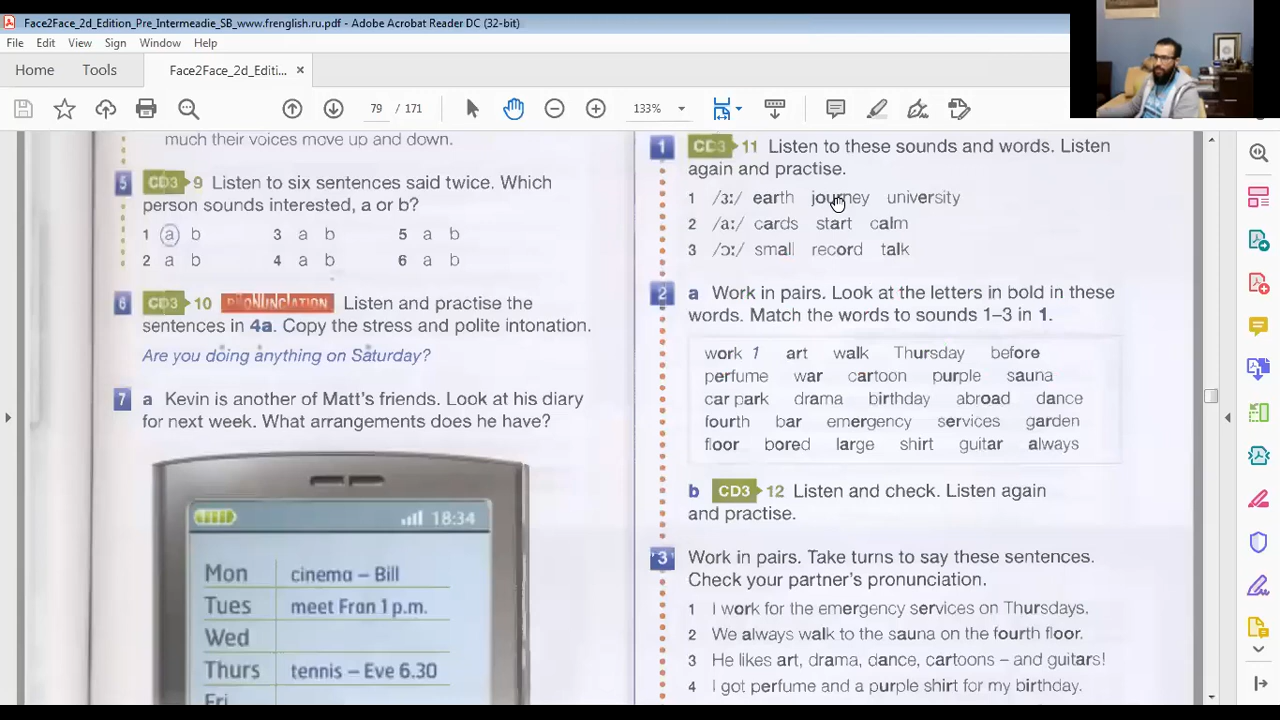 Face2Face_2d_Edition_Pre_Intermeadie_SB_www.frenglish.ru.pdf - Adobe Acrobat Reader DC (32-bit)
File Edit View Sign Window Help
Home Tools Face2Face_2d_Editi... ×
79 / 171 133%
much their voices move up and down.
5 CD3 9 Listen to six sentences said twice. Which
person sounds interested, a or b?
1 a b 3 a b 5 a b
2 a b 4 a b 6 a b
6 CD3 10 PRONUNCIATION Listen and practise the
sentences in 4a. Copy the stress and polite intonation.
Are you doing anything on Saturday?
7 a Kevin is another of Matt's friends. Look at his diary
for next week. What arrangements does he have?
18:34
Mon cinema – Bill
Tues meet Fran 1 p.m.
Wed
Thurs tennis – Eve 6.30
Fri
1 CD3 11 Listen to these sounds and words. Listen
again and practise.
1 /ɜː/ earth journey university
2 /ɑː/ cards start calm
3 /ɔː/ small record talk
2 a Work in pairs. Look at the letters in bold in these
words. Match the words to sounds 1–3 in 1.
work 1 art walk Thursday before
perfume war cartoon purple sauna
car park drama birthday abroad dance
fourth bar emergency services garden
floor bored large shirt guitar always
b CD3 12 Listen and check. Listen again
and practise.
3 Work in pairs. Take turns to say these sentences.
Check your partner's pronunciation.
1 I work for the emergency services on Thursdays.
2 We always walk to the sauna on the fourth floor.
3 He likes art, drama, dance, cartoons – and guitars!
4 I got perfume and a purple shirt for my birthday.